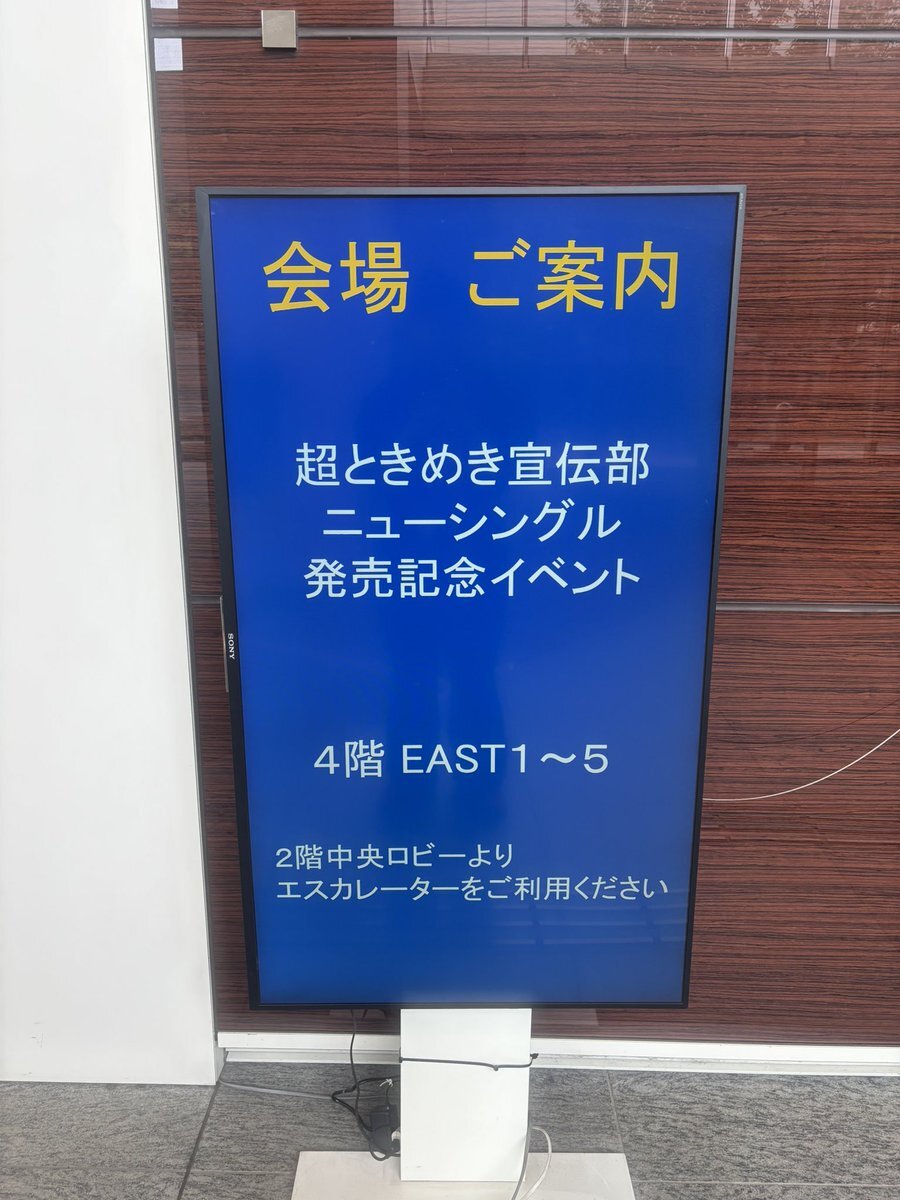 会場　ご案内
超ときめき宣伝部
ニューシングル
発売記念イベント
４階 EAST１～５
２階中央ロビーより
エスカレーターをご利用ください
SONY